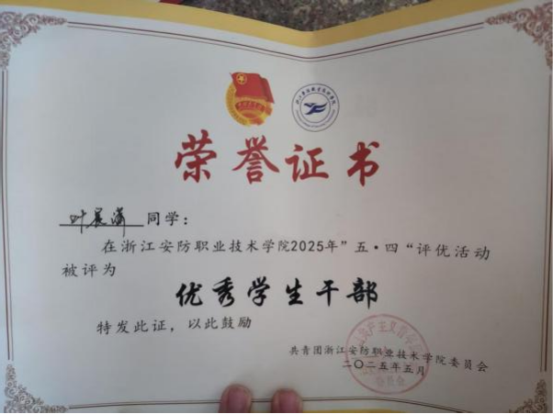 荣誉证书
叶晨潇 同学：
在浙江安防职业技术学院2025年”五·四“评优活动
被评为
优秀学生干部
特发此证，以此鼓励
共青团浙江安防职业技术学院委员会
二〇二五年五月